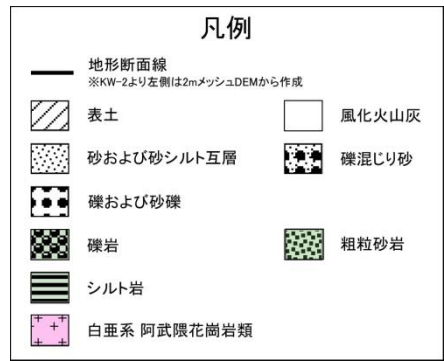 凡例
地形断面線
※KW-2より左側は2mメッシュDEMから作成
表土
風化火山灰
砂および砂シルト互層
礫混じり砂
礫および砂礫
礫岩
粗粒砂岩
シルト岩
白亜系 阿武隈花崗岩類